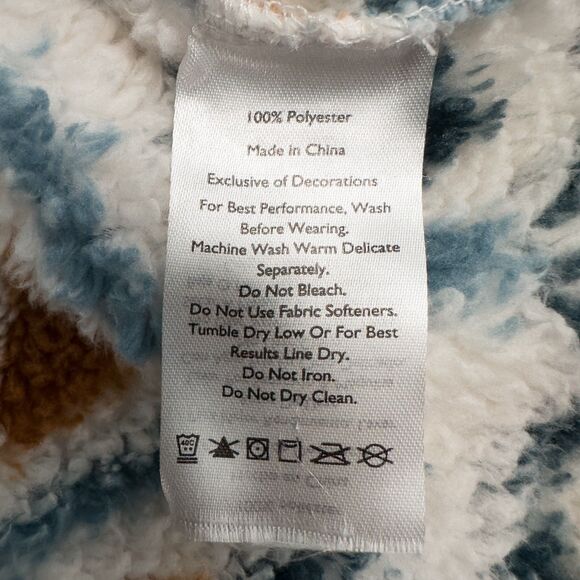 100% Polyester
Made in China
Exclusive of Decorations
For Best Performance, Wash
Before Wearing.
Machine Wash Warm Delicate
Separately.
Do Not Bleach.
Do Not Use Fabric Softeners.
Tumble Dry Low Or For Best
Results Line Dry.
Do Not Iron.
Do Not Dry Clean.
40C